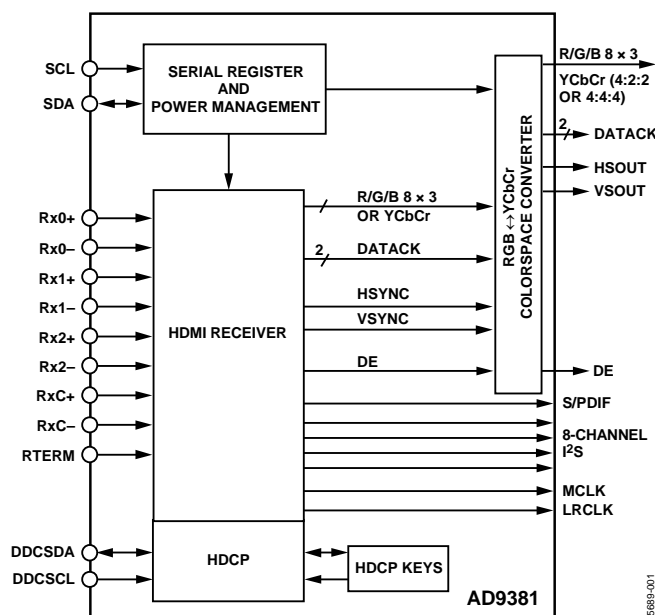 SCL
SDA
SERIAL REGISTER
AND
POWER MANAGEMENT
R/G/B 8 × 3
YCbCr (4:2:2
OR 4:4:4)
2
DATACK
HSOUT
VSOUT
RGB ↔ YCbCr
COLORSPACE CONVERTER
Rx0+
Rx0–
Rx1+
Rx1–
Rx2+
Rx2–
RxC+
RxC–
RTERM
HDMI RECEIVER
R/G/B 8 × 3
OR YCbCr
2
DATACK
HSYNC
VSYNC
DE
DE
S/PDIF
8-CHANNEL
I²S
MCLK
LRCLK
DDCSDA
DDCSCL
HDCP
HDCP KEYS
AD9381
5689-001